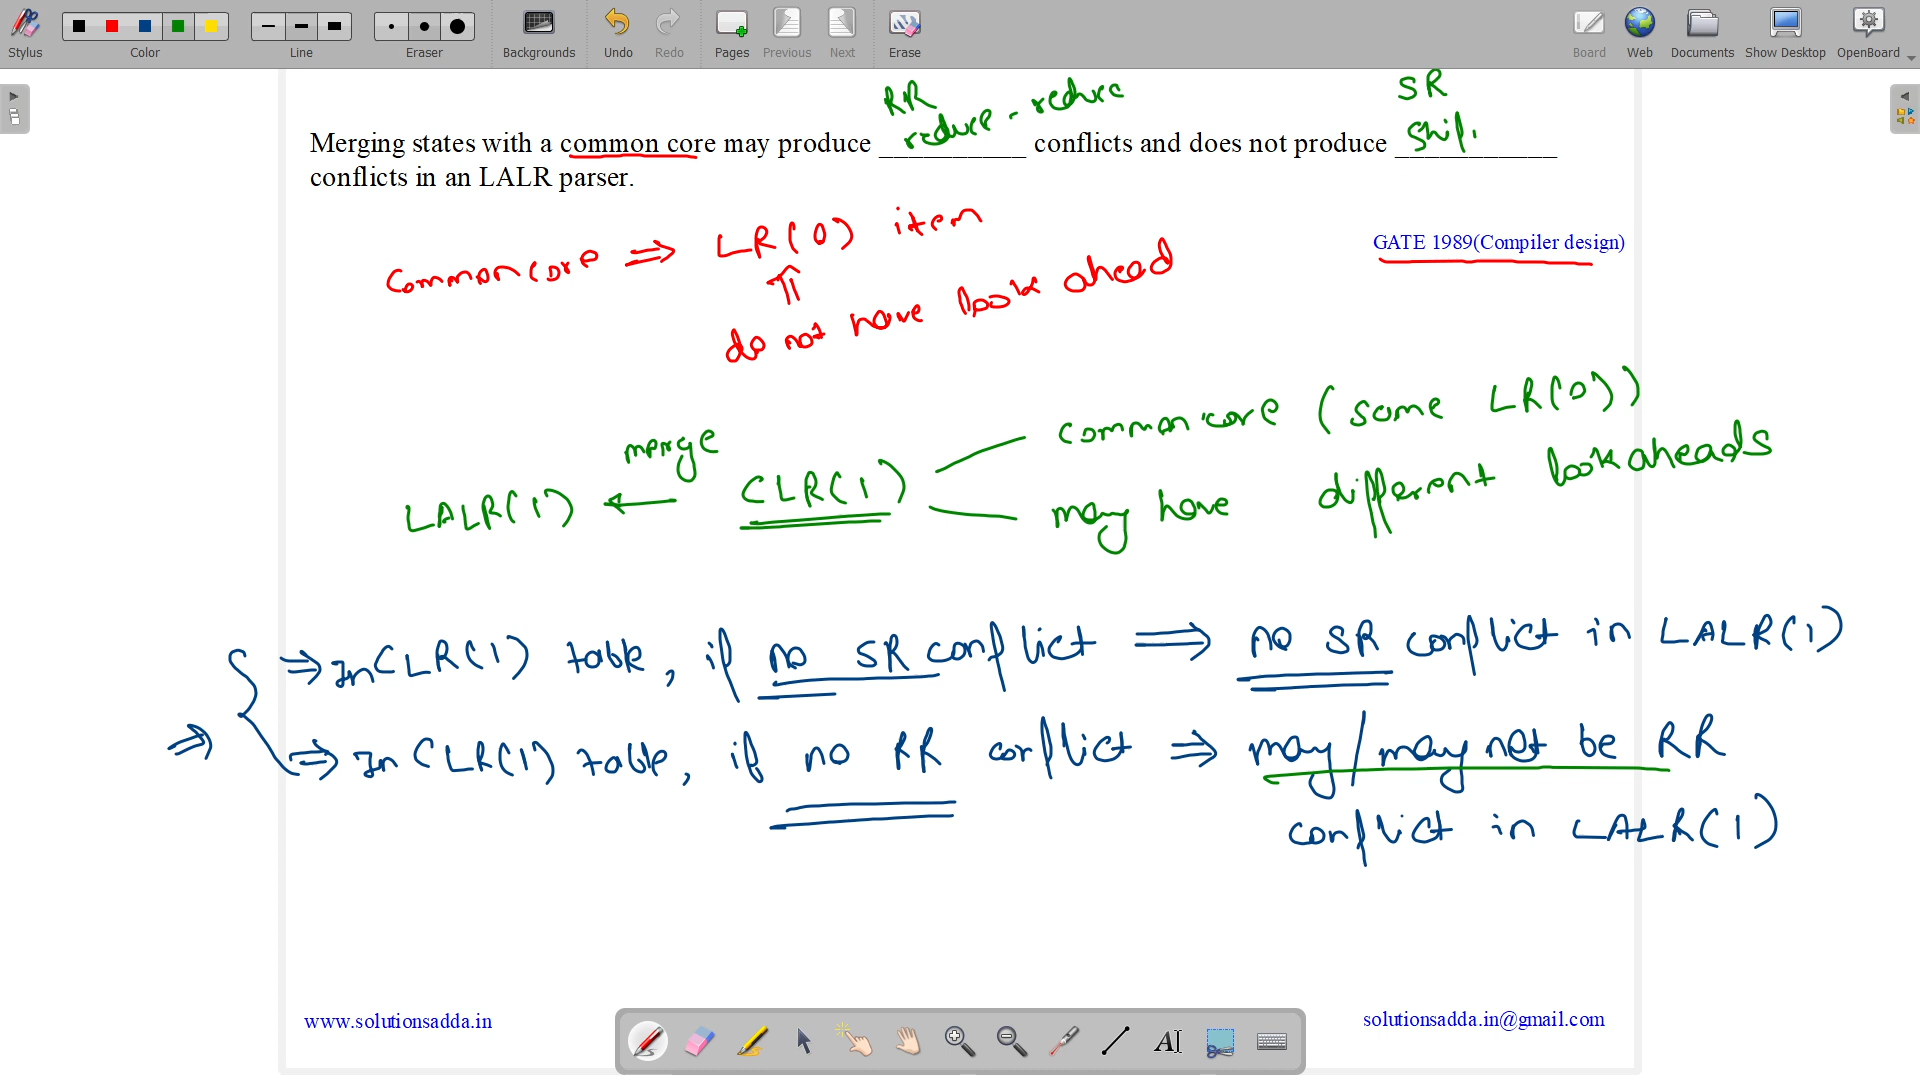 Stylus Color Line Eraser Backgrounds Undo Redo Pages Previous Next Erase Board Web Documents Show Desktop OpenBoard
RR
reduce - reduce
SR
Shif
Merging states with a common core may produce __________ conflicts and does not produce ___________
conflicts in an LALR parser.
GATE 1989(Compiler design)
Common core ⇒ LR(0) item
⇑
do not have look ahead
merge
LALR(1) ← CLR(1)
common core (same LR(0))
may have different lookaheads
⇒ In CLR(1) table, if no SR conflict ⇒ no SR conflict in LALR(1)
⇒ ⇒ In CLR(1) table, if no RR conflict ⇒ may/may not be RR
conflict in LALR(1)
www.solutionsadda.in
solutionsadda.in@gmail.com